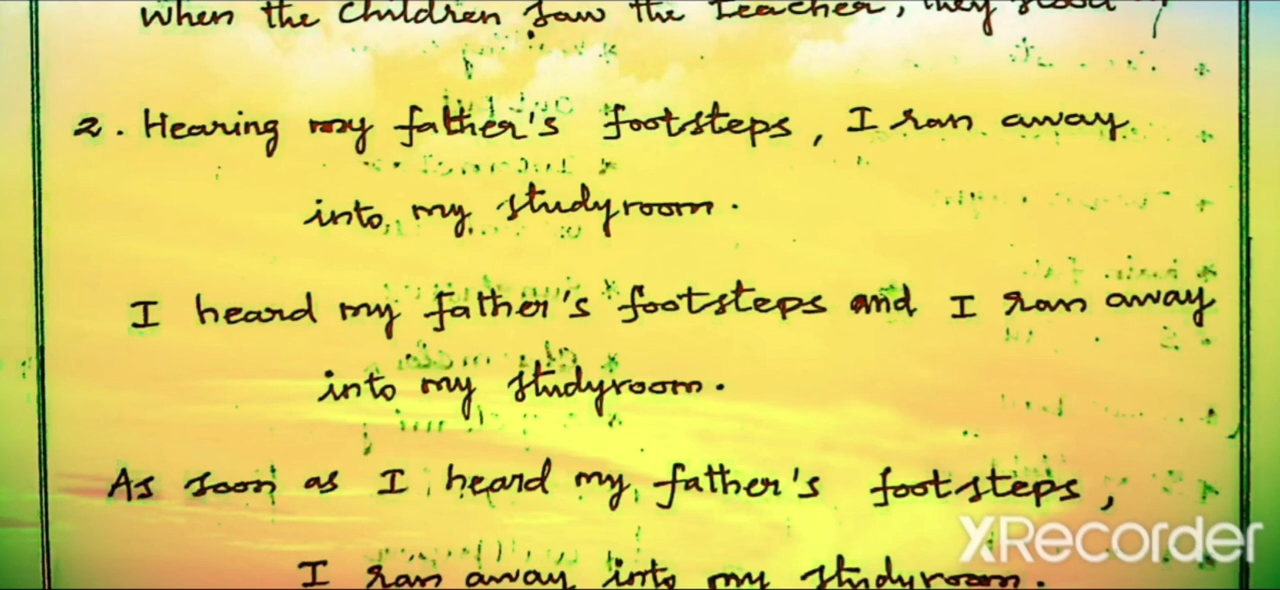 When the children saw the teacher, they stood
2. Hearing my father's footsteps, I ran away
into my studyroom.
I heard my father's footsteps and I ran away
into my studyroom.
As soon as I heard my father's footsteps,
XRecorder
I ran away into my studyroom.